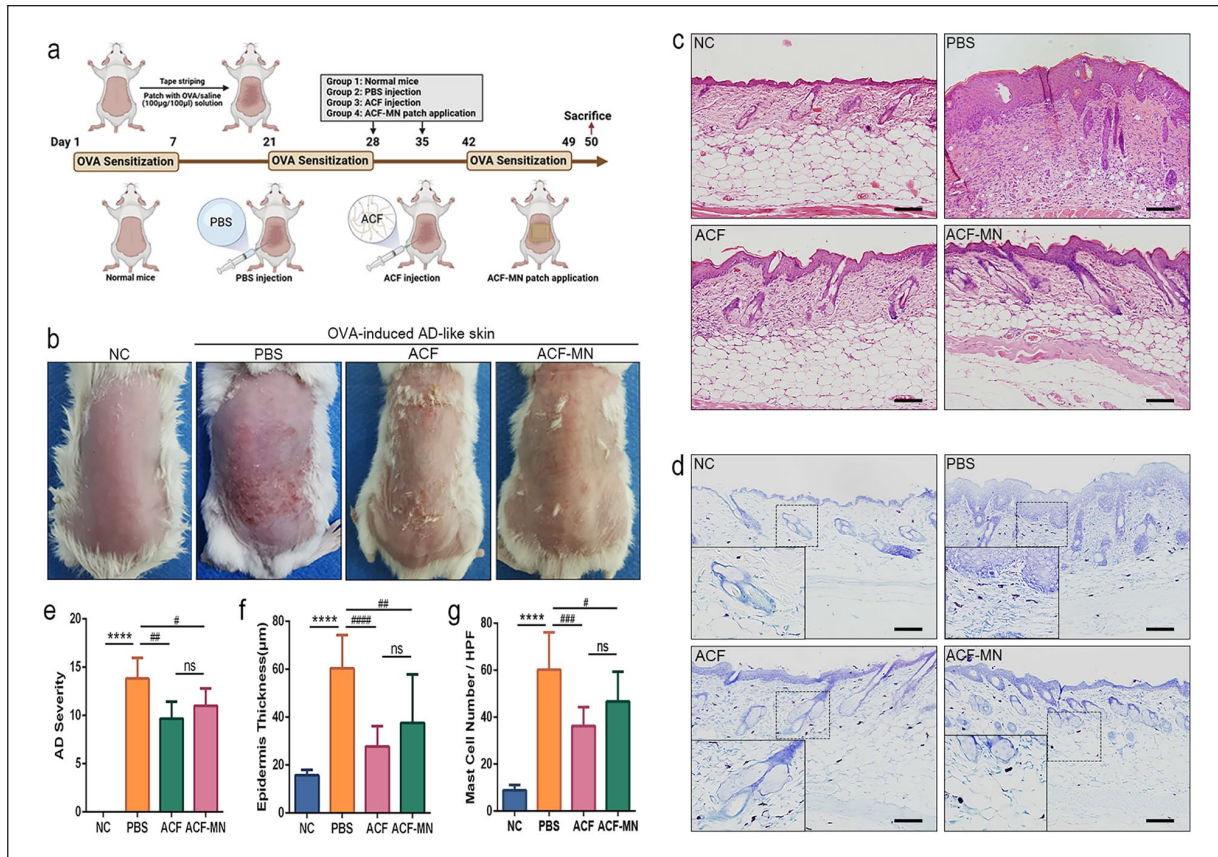 a
Tape striping
Patch with OVA/saline
(100µg/100µl) solution
Group 1: Normal mice
Group 2: PBS injection
Group 3: ACF injection
Group 4: ACF-MN patch application
Sacrifice
Day 1 7 21 28 35 42 49 50
OVA Sensitization OVA Sensitization OVA Sensitization
PBS ACF
Normal mice PBS injection ACF injection ACF-MN patch application
b
OVA-induced AD-like skin
NC PBS ACF ACF-MN
c
NC PBS
ACF ACF-MN
d
NC PBS
ACF ACF-MN
e
AD Severity
20
15
10
5
0
#
**** ##
ns
NC PBS ACF ACF-MN
f
Epidermis Thickness(µm)
80
60
40
20
0
##
**** ####
ns
NC PBS ACF ACF-MN
g
Mast Cell Number / HPF
80
60
40
20
0
#
**** ###
ns
NC PBS ACF ACF-MN